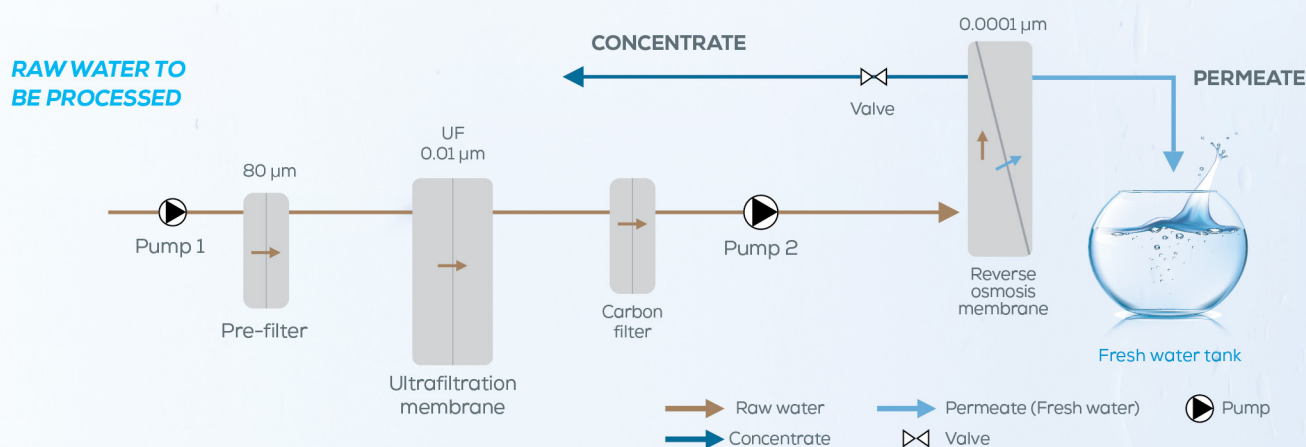 RAW WATER TO
BE PROCESSED
CONCENTRATE
0.0001 µm
PERMEATE
Valve
UF
0.01 µm
80 µm
Pump 1
Pump 2
Pre-filter
Ultrafiltration
membrane
Carbon
filter
Reverse
osmosis
membrane
Fresh water tank
Raw water
Permeate (Fresh water)
Pump
Concentrate
Valve